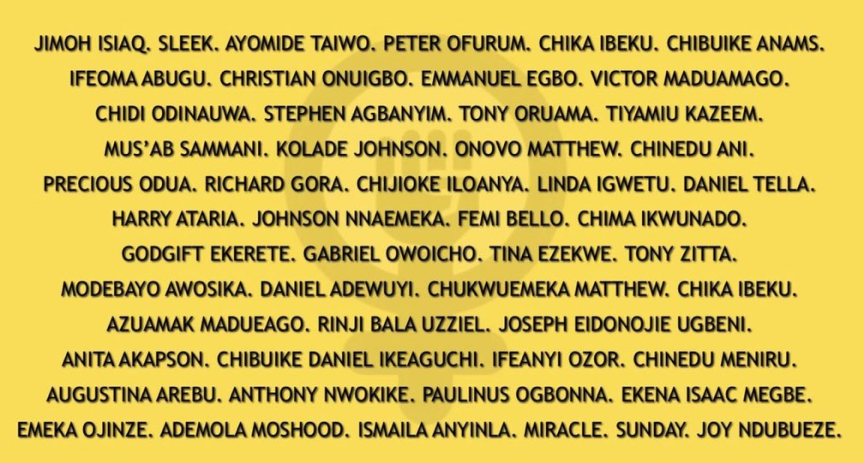 JIMOH ISIAQ. SLEEK. AYOMIDE TAIWO. PETER OFURUM. CHIKA IBEKU. CHIBUIKE ANAMS.
IFEOMA ABUGU. CHRISTIAN ONUIGBO. EMMANUEL EGBO. VICTOR MADUAMAGO.
CHIDI ODINAUWA. STEPHEN AGBANYIM. TONY ORUAMA. TIYAMIU KAZEEM.
MUS'AB SAMMANI. KOLADE JOHNSON. ONOVO MATTHEW. CHINEDU ANI.
PRECIOUS ODUA. RICHARD GORA. CHIJIOKE ILOANYA. LINDA IGWETU. DANIEL TELLA.
HARRY ATARIA. JOHNSON NNAEMEKA. FEMI BELLO. CHIMA IKWUNADO.
GODGIFT EKERETE. GABRIEL OWOICHO. TINA EZEKWE. TONY ZITTA.
MODEBAYO AWOSIKA. DANIEL ADEWUYI. CHUKWUEMEKA MATTHEW. CHIKA IBEKU.
AZUAMAK MADUEAGO. RINJI BALA UZZIEL. JOSEPH EIDONOJIE UGBENI.
ANITA AKAPSON. CHIBUIKE DANIEL IKEAGUCHI. IFEANYI OZOR. CHINEDU MENIRU.
AUGUSTINA AREBU. ANTHONY NWOKIKE. PAULINUS OGBONNA. EKENA ISAAC MEGBE.
EMEKA OJINZE. ADEMOLA MOSHOOD. ISMAILA ANYINLA. MIRACLE. SUNDAY. JOY NDUBUEZE.